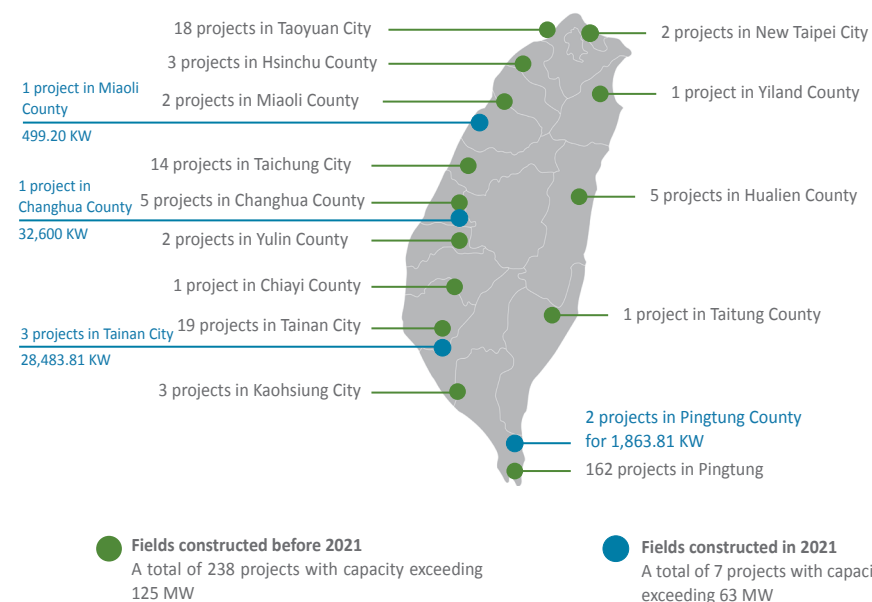 18 projects in Taoyuan City
2 projects in New Taipei City
3 projects in Hsinchu County
1 project in Miaoli
County
499.20 KW
2 projects in Miaoli County
1 project in Yiland County
14 projects in Taichung City
1 project in
Changhua County
32,600 KW
5 projects in Changhua County
5 projects in Hualien County
2 projects in Yulin County
1 project in Chiayi County
1 project in Taitung County
3 projects in Tainan City
28,483.81 KW
19 projects in Tainan City
3 projects in Kaohsiung City
2 projects in Pingtung County
for 1,863.81 KW
162 projects in Pingtung
Fields constructed before 2021
A total of 238 projects with capacity exceeding
125 MW
Fields constructed in 2021
A total of 7 projects with capaci
exceeding 63 MW